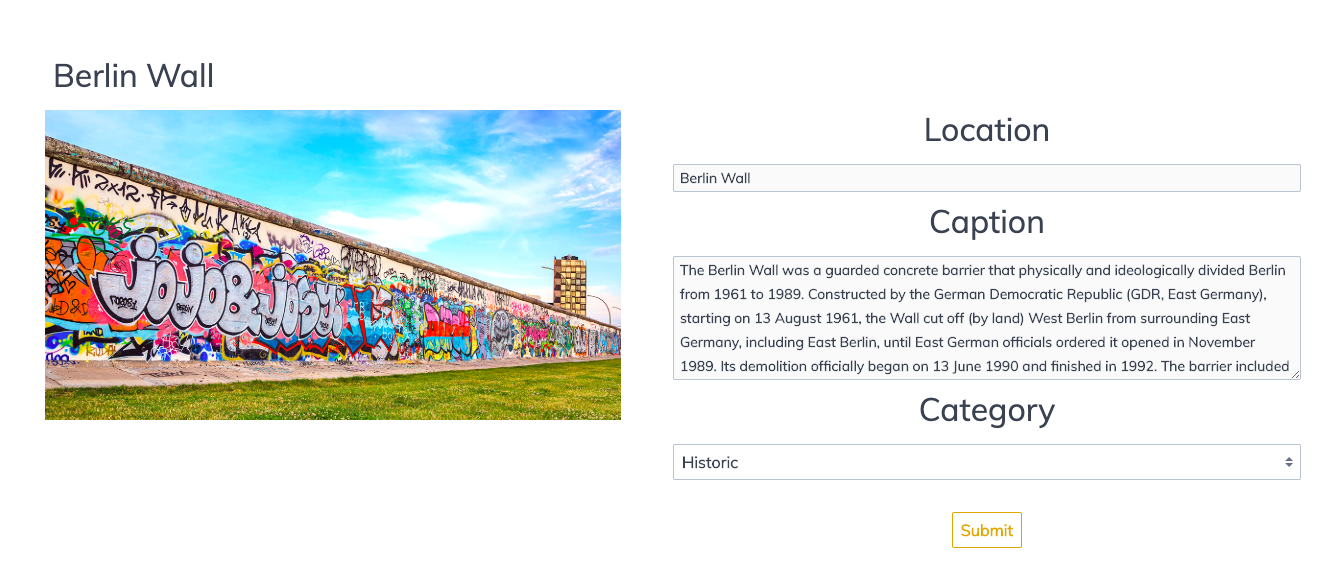 Berlin Wall
Location
Berlin Wall
Caption
The Berlin Wall was a guarded concrete barrier that physically and ideologically divided Berlin
from 1961 to 1989. Constructed by the German Democratic Republic (GDR, East Germany),
starting on 13 August 1961, the Wall cut off (by land) West Berlin from surrounding East
Germany, including East Berlin, until East German officials ordered it opened in November
1989. Its demolition officially began on 13 June 1990 and finished in 1992. The barrier included
Category
Historic
Submit
2x12
JOJOB
JOSY
D&D